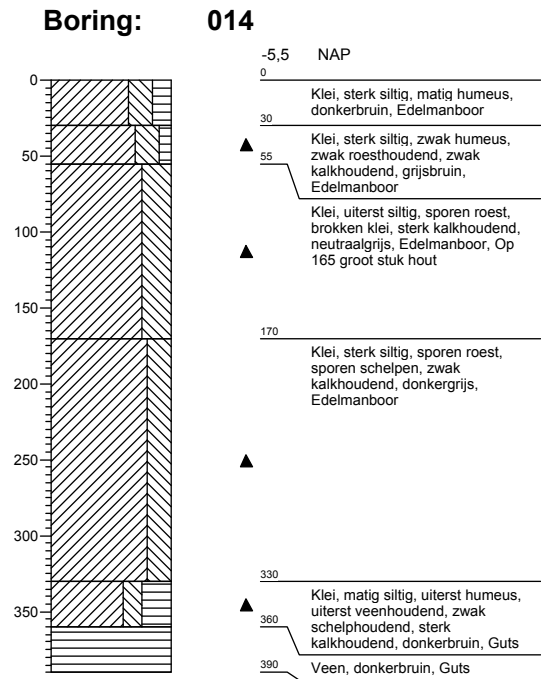 Boring: 014
-5,5 NAP
0
0
Klei, sterk siltig, matig humeus,
donkerbruin, Edelmanboor
30
Klei, sterk siltig, zwak humeus,
zwak roesthoudend, zwak
kalkhoudend, grijsbruin,
Edelmanboor
50
55
Klei, uiterst siltig, sporen roest,
brokken klei, sterk kalkhoudend,
neutraalgrijs, Edelmanboor, Op
165 groot stuk hout
100
150
170
Klei, sterk siltig, sporen roest,
sporen schelpen, zwak
kalkhoudend, donkergrijs,
Edelmanboor
200
250
300
330
Klei, matig siltig, uiterst humeus,
uiterst veenhoudend, zwak
schelphoudend, sterk
kalkhoudend, donkerbruin, Guts
350
360
390
Veen, donkerbruin, Guts